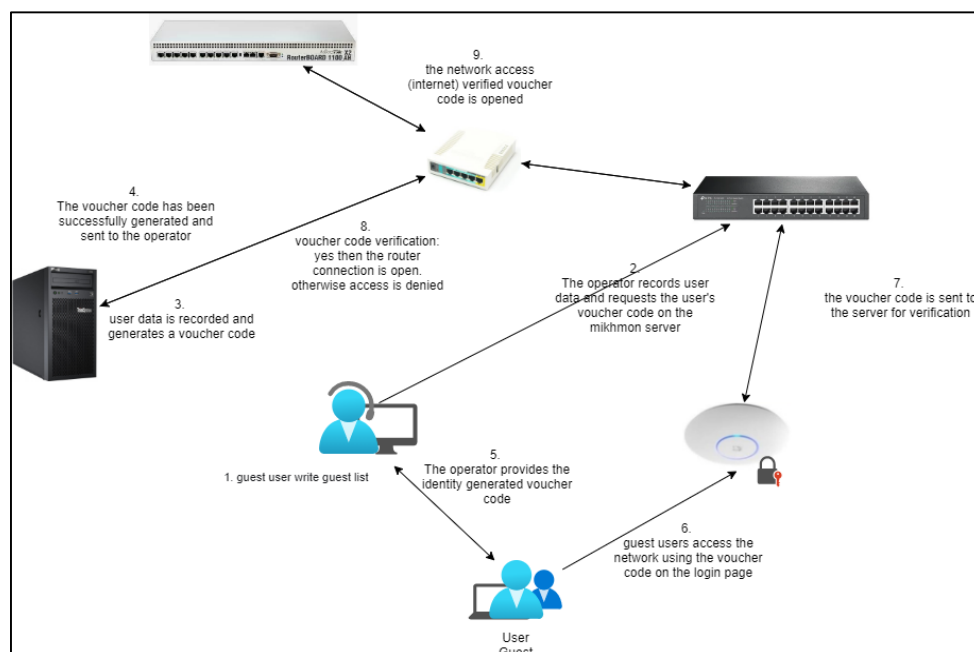 RouterBOARD 1100 AH
9.
the network access
(internet) verified voucher
code is opened
4.
The voucher code has been
successfully generated and
sent to the operator
8.
voucher code verification:
yes then the router
connection is open.
otherwise access is denied
2.
The operator records user
data and requests the user's
voucher code on the
mikhmon server
7.
the voucher code is sent to
the server for verification
3.
user data is recorded and
generates a voucher code
5.
The operator provides the
identity generated voucher
code
1. guest user write guest list
6.
guest users access the
network using the voucher
code on the login page
User
Guest